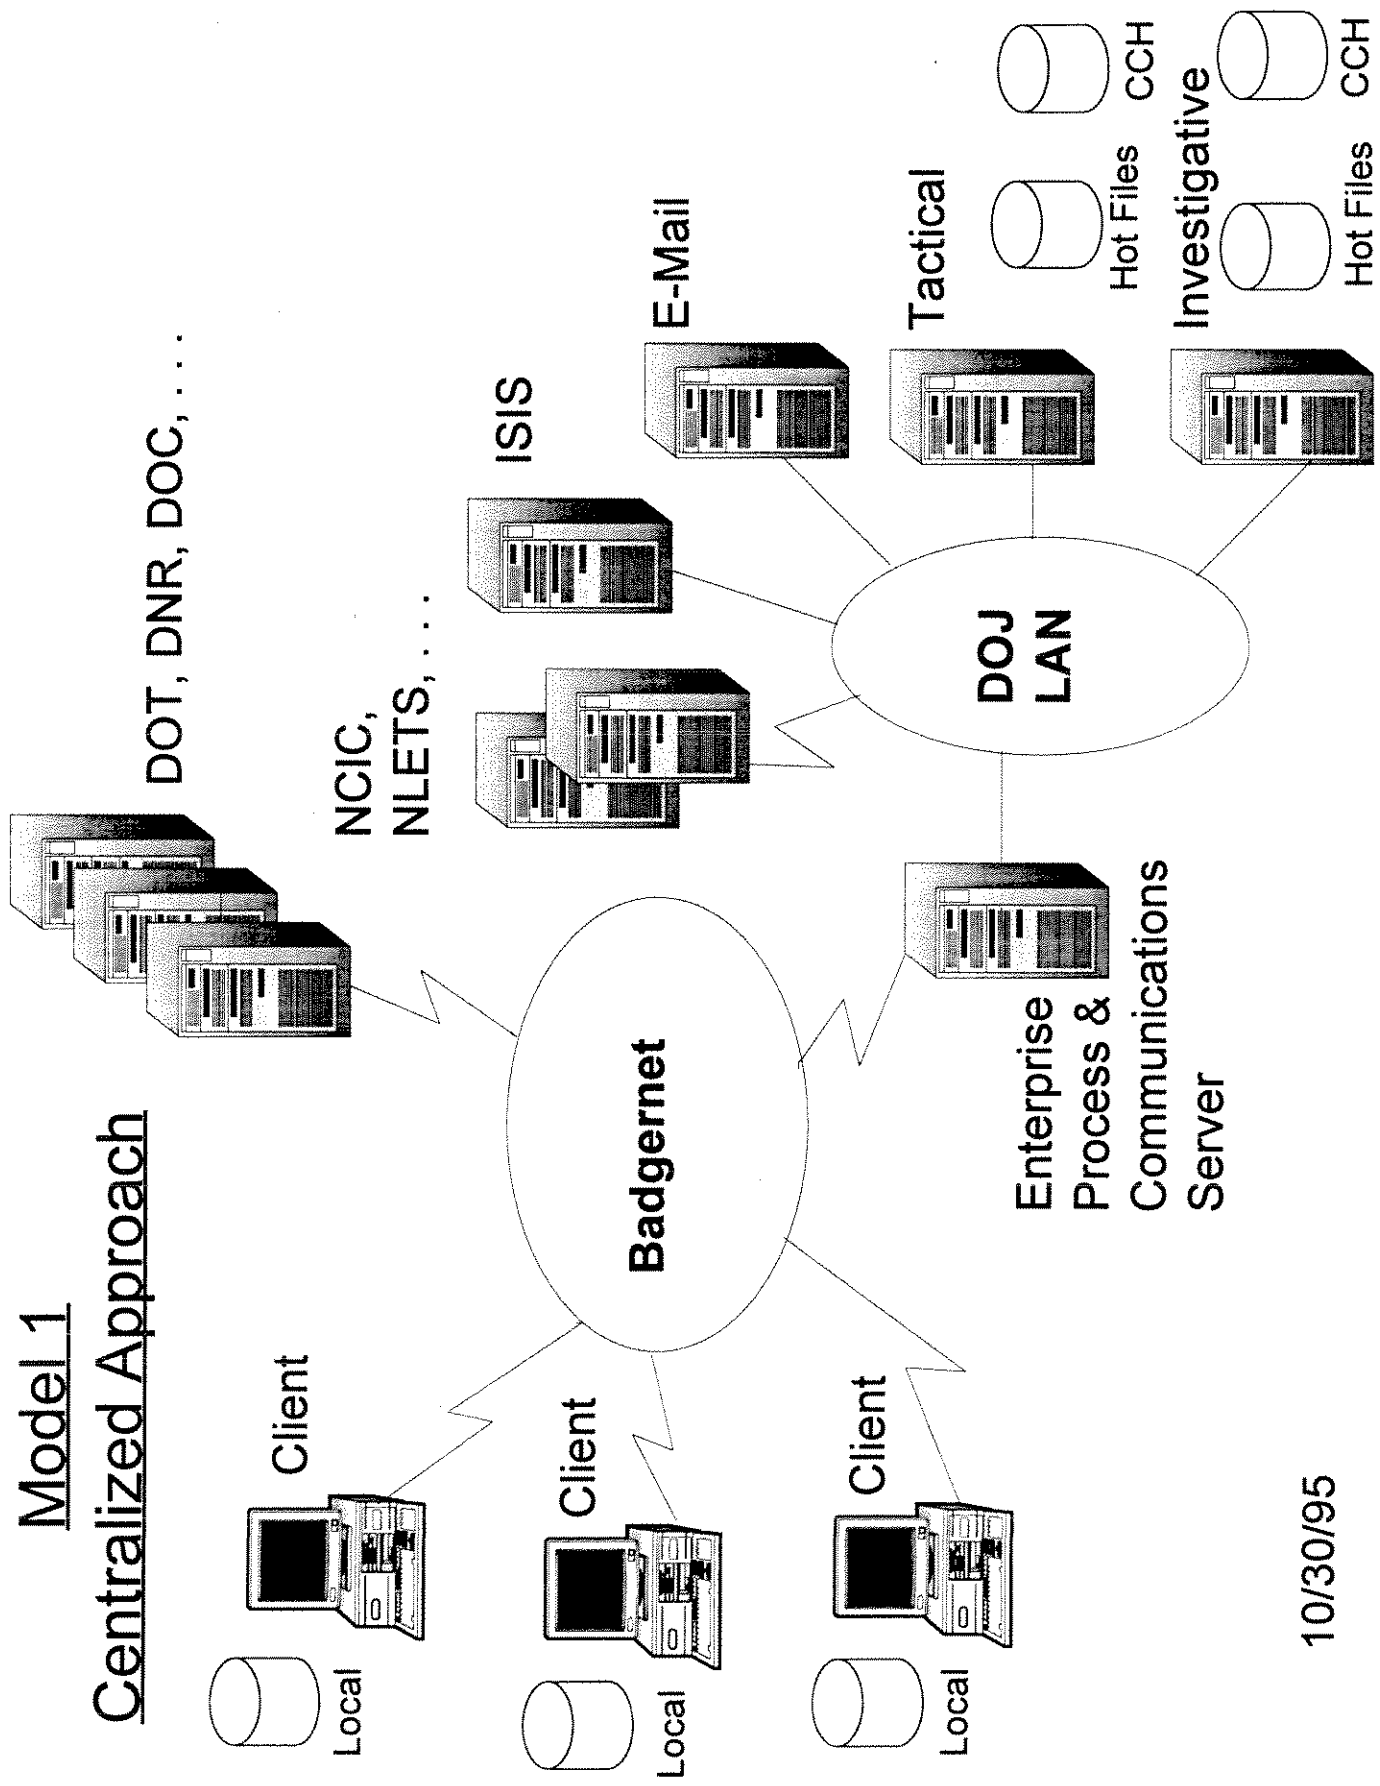 Model 1
Centralized Approach
DOT, DNR, DOC, . . .
NCIC,
NLETS, . . .
ISIS
E-Mail
Tactical
Hot Files
CCH
Investigative
Hot Files
CCH
DOJ
LAN
Badgernet
Enterprise
Process &
Communications
Server
Client
Local
Client
Local
Client
Local
10/30/95